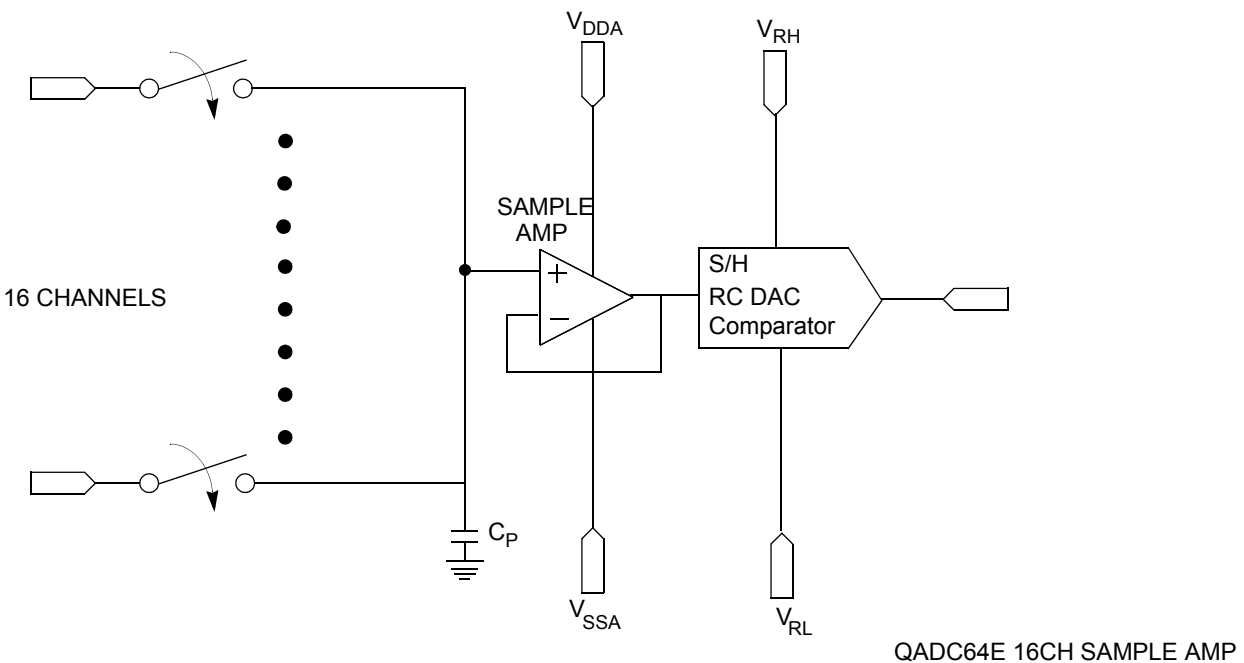 V_DDA
V_RH
SAMPLE
AMP
+
−
S/H
RC DAC
Comparator
16 CHANNELS
C_P
V_SSA
V_RL
QADC64E 16CH SAMPLE AMP